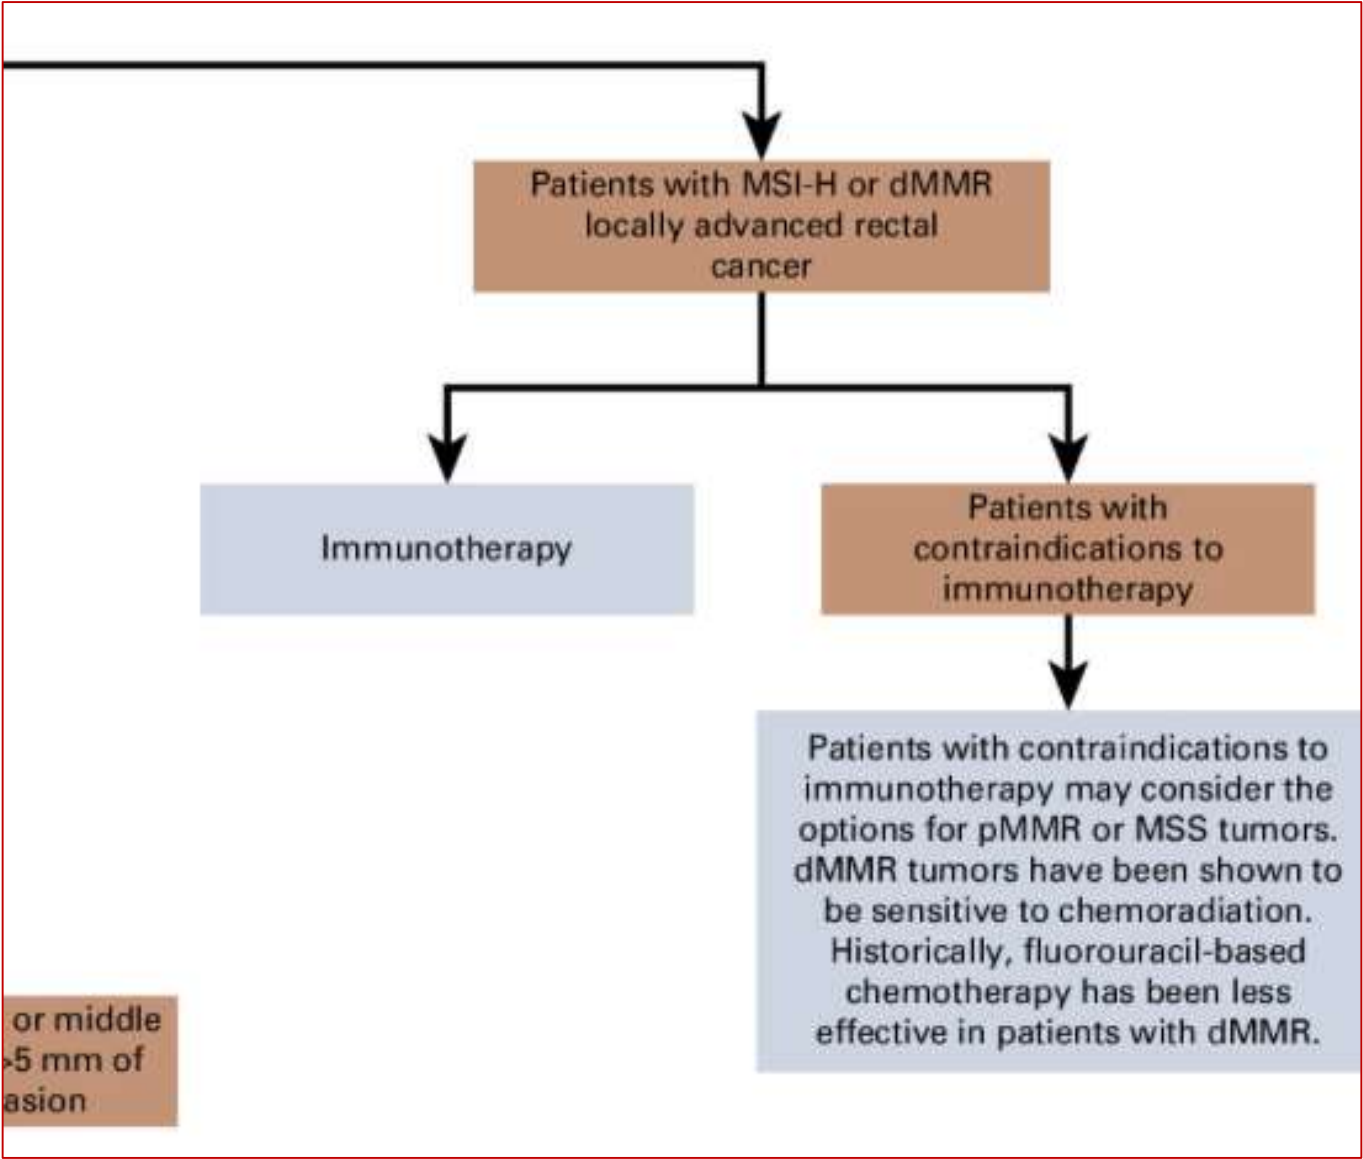 Patients with MSI-H or dMMR
locally advanced rectal
cancer
Immunotherapy
Patients with
contraindications to
immunotherapy
Patients with contraindications to
immunotherapy may consider the
options for pMMR or MSS tumors.
dMMR tumors have been shown to
be sensitive to chemoradiation.
Historically, fluorouracil-based
chemotherapy has been less
effective in patients with dMMR.
or middle
>5 mm of
asion